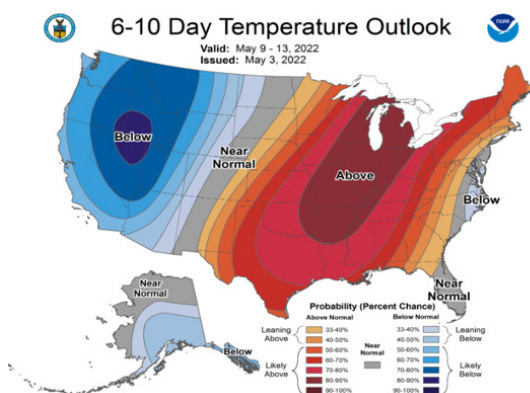 6-10 Day Temperature Outlook
Valid: May 9 - 13, 2022
Issued: May 3, 2022
NOAA
Below
Near
Normal
Above
Below
Near
Normal
Near
Normal
Below
Probability (Percent Chance)
Above Normal
Below Normal
Leaning
Above
33-40%
40-50%
Likely
Above
50-60%
60-70%
70-80%
80-90%
90-100%
Near
Normal
33-40%
40-50%
Leaning
Below
50-60%
60-70%
70-80%
80-90%
90-100%
Likely
Below